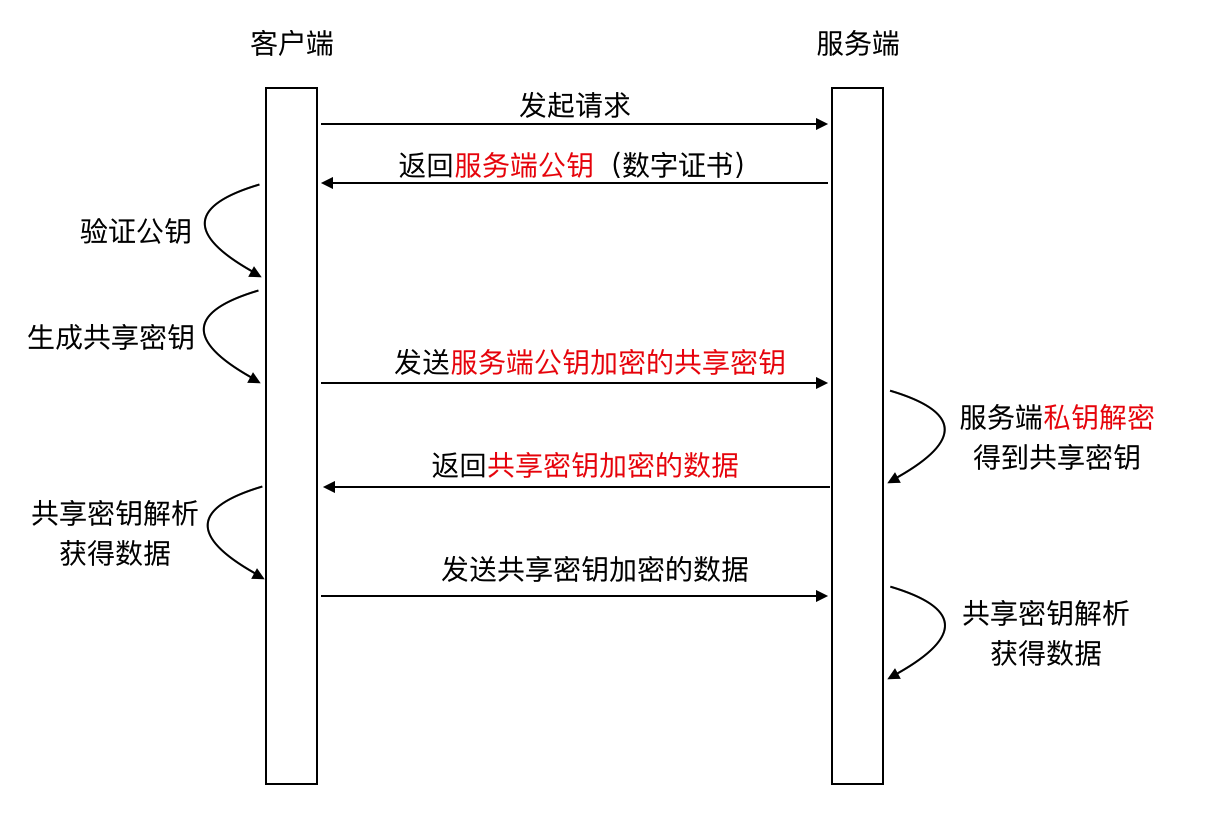 客户端
服务端
发起请求
返回服务端公钥（数字证书）
验证公钥
生成共享密钥
发送服务端公钥加密的共享密钥
服务端私钥解密
得到共享密钥
返回共享密钥加密的数据
共享密钥解析
获得数据
发送共享密钥加密的数据
共享密钥解析
获得数据